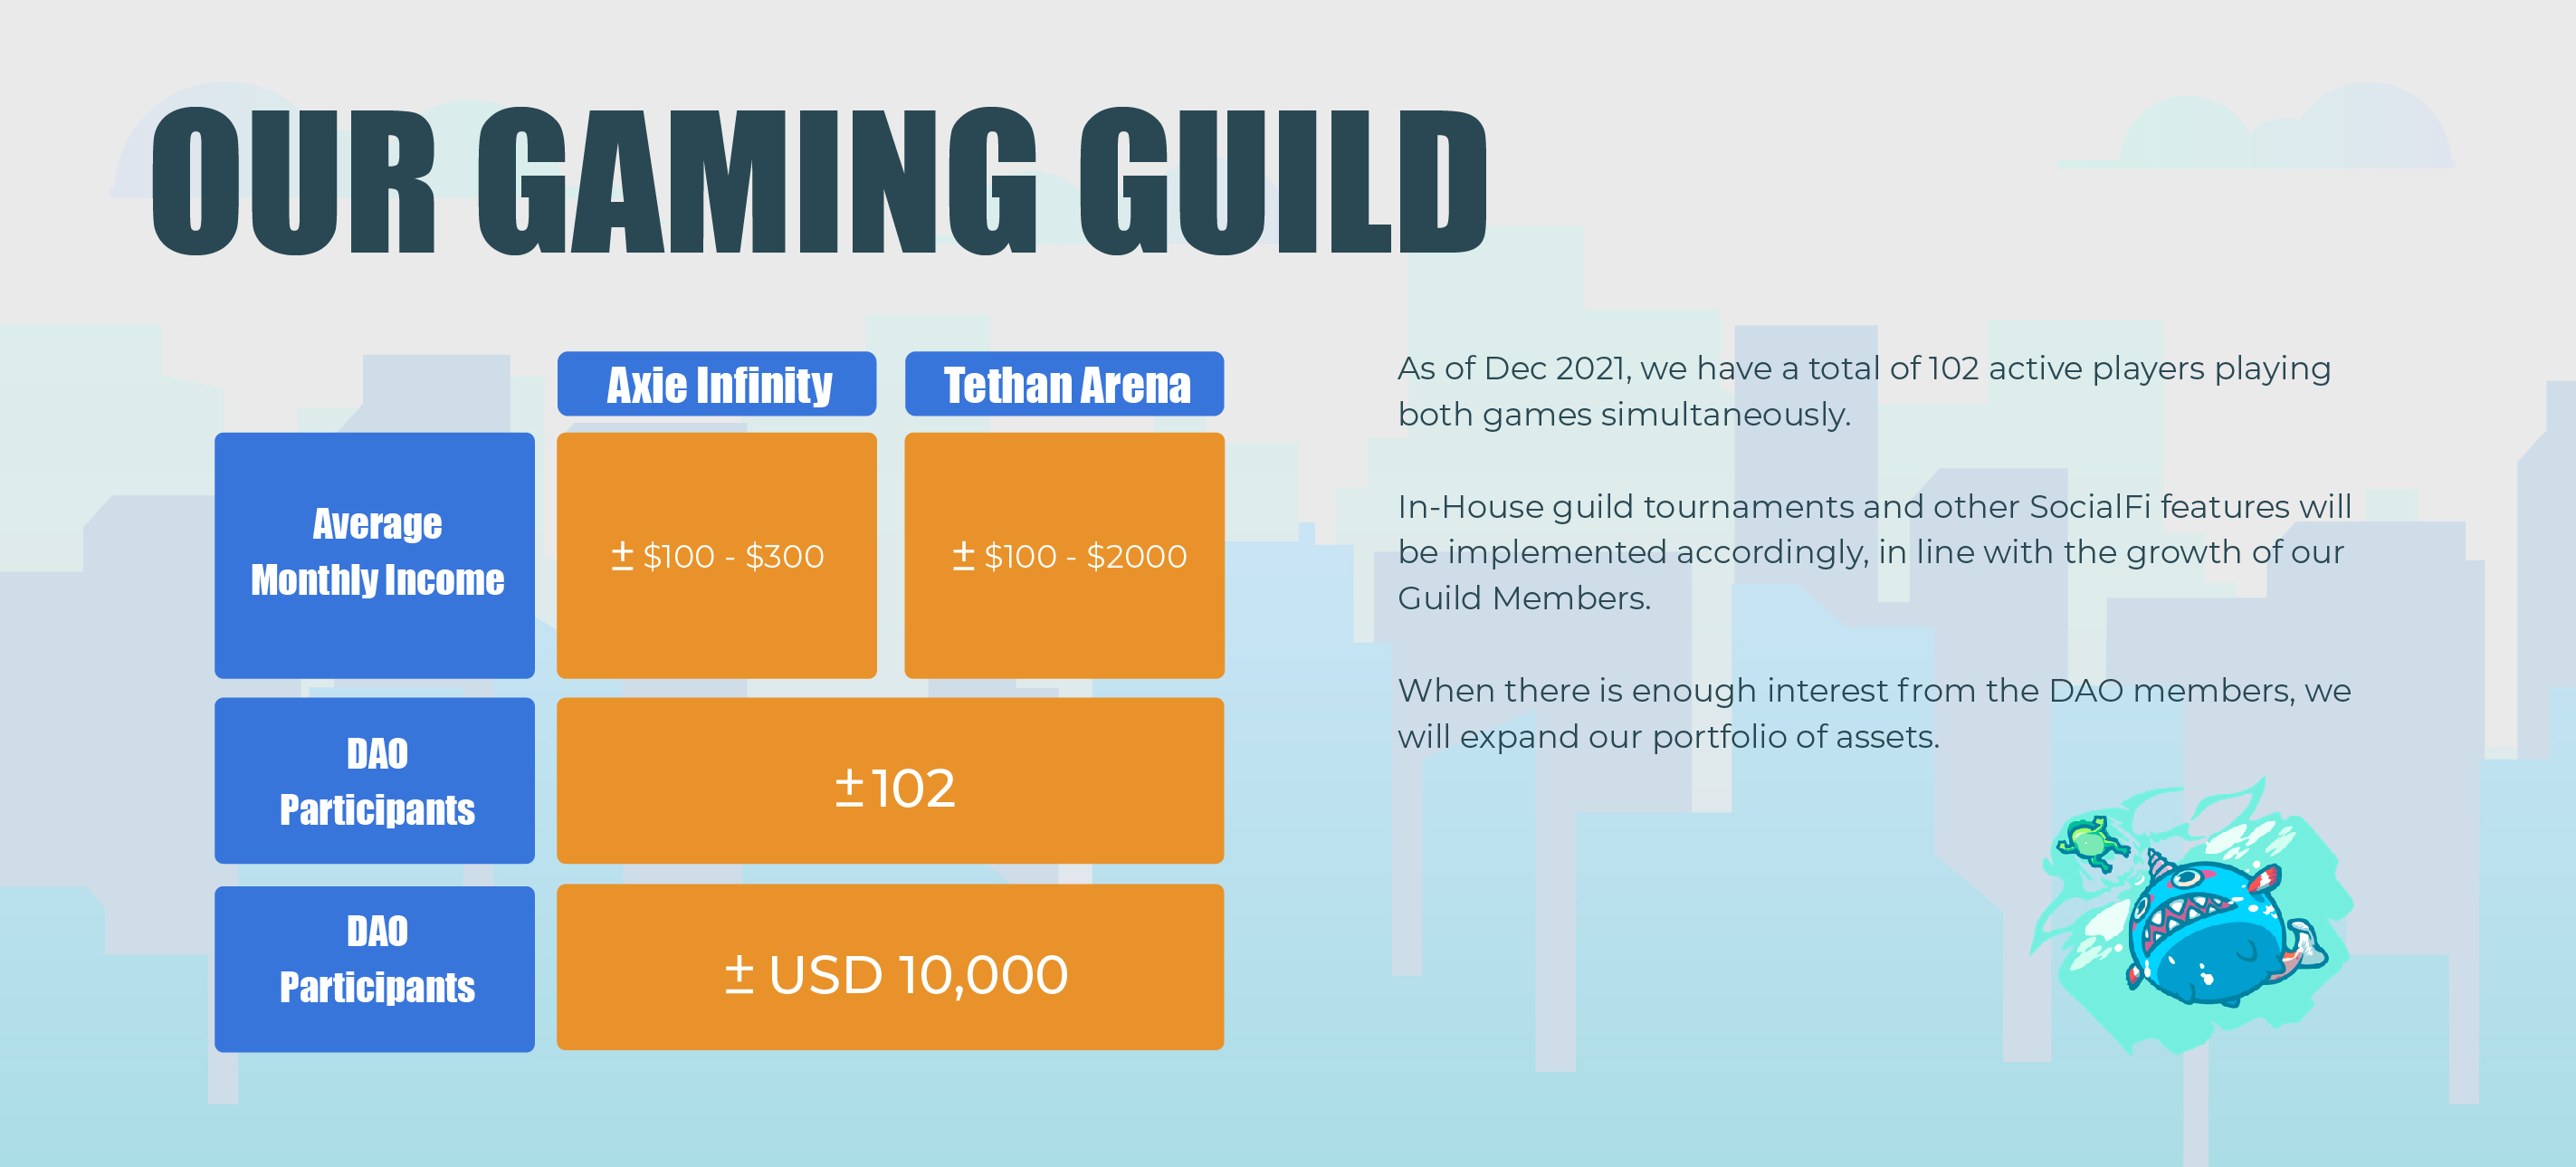 OUR GAMING GUILD
Axie Infinity
Tethan Arena
Average
Monthly Income
± $100 - $300
± $100 - $2000
DAO
Participants
±102
DAO
Participants
± USD 10,000
As of Dec 2021, we have a total of 102 active players playing
both games simultaneously.
In-House guild tournaments and other SocialFi features will
be implemented accordingly, in line with the growth of our
Guild Members.
When there is enough interest from the DAO members, we
will expand our portfolio of assets.